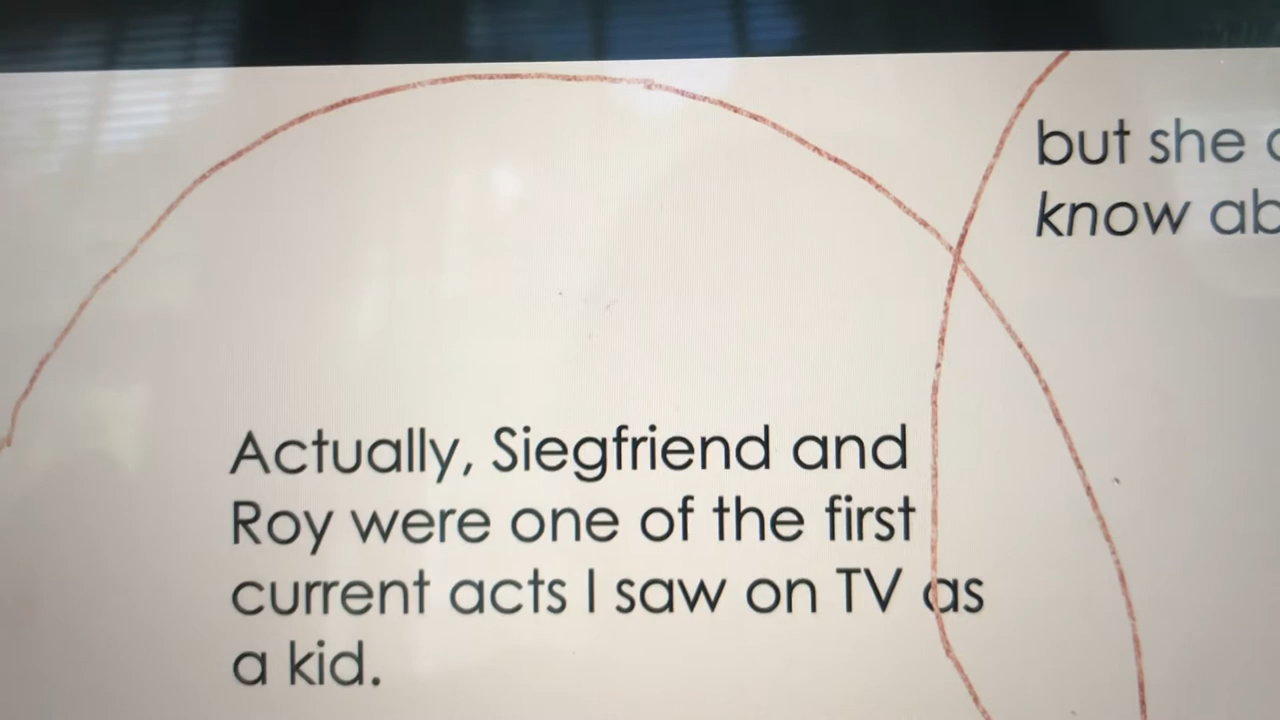 but she
know
Actually, Siegfriend and
Roy were one of the first
current acts I saw on TV as
a kid.